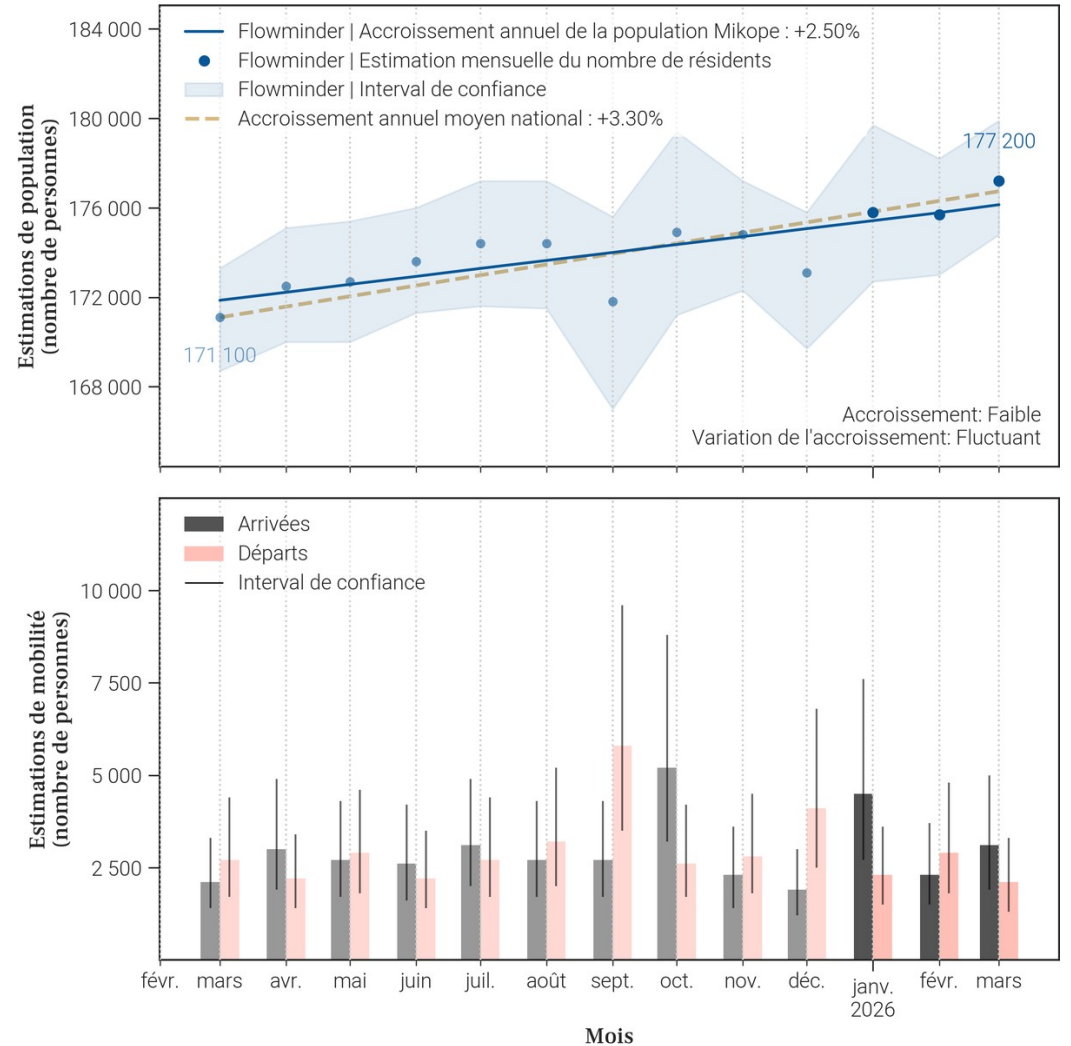 184 000
180 000
176 000
172 000
168 000
Estimations de population
(nombre de personnes)
Flowminder | Accroissement annuel de la population Mikope : +2.50%
Flowminder | Estimation mensuelle du nombre de résidents
Flowminder | Interval de confiance
Accroissement annuel moyen national : +3.30%
177 200
171 100
Accroissement: Faible
Variation de l'accroissement: Fluctuant
Arrivées
Départs
Interval de confiance
10 000
7 500
5 000
2 500
Estimations de mobilité
(nombre de personnes)
févr. mars avr. mai juin juil. août sept. oct. nov. déc. janv. févr. mars
2026
Mois